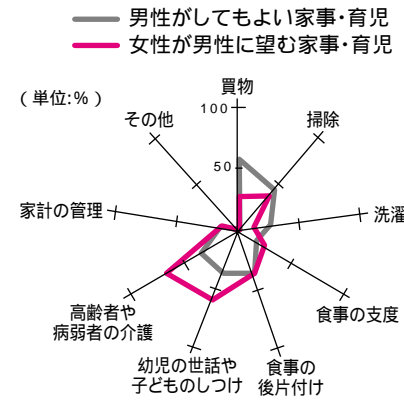 男性がしてもよい家事・育児
女性が男性に望む家事・育児
(単位:%)
買物
100
50
掃除
洗濯
食事の支度
食事の
後片付け
幼児の世話や
子どものしつけ
高齢者や
病弱者の介護
家計の管理
その他